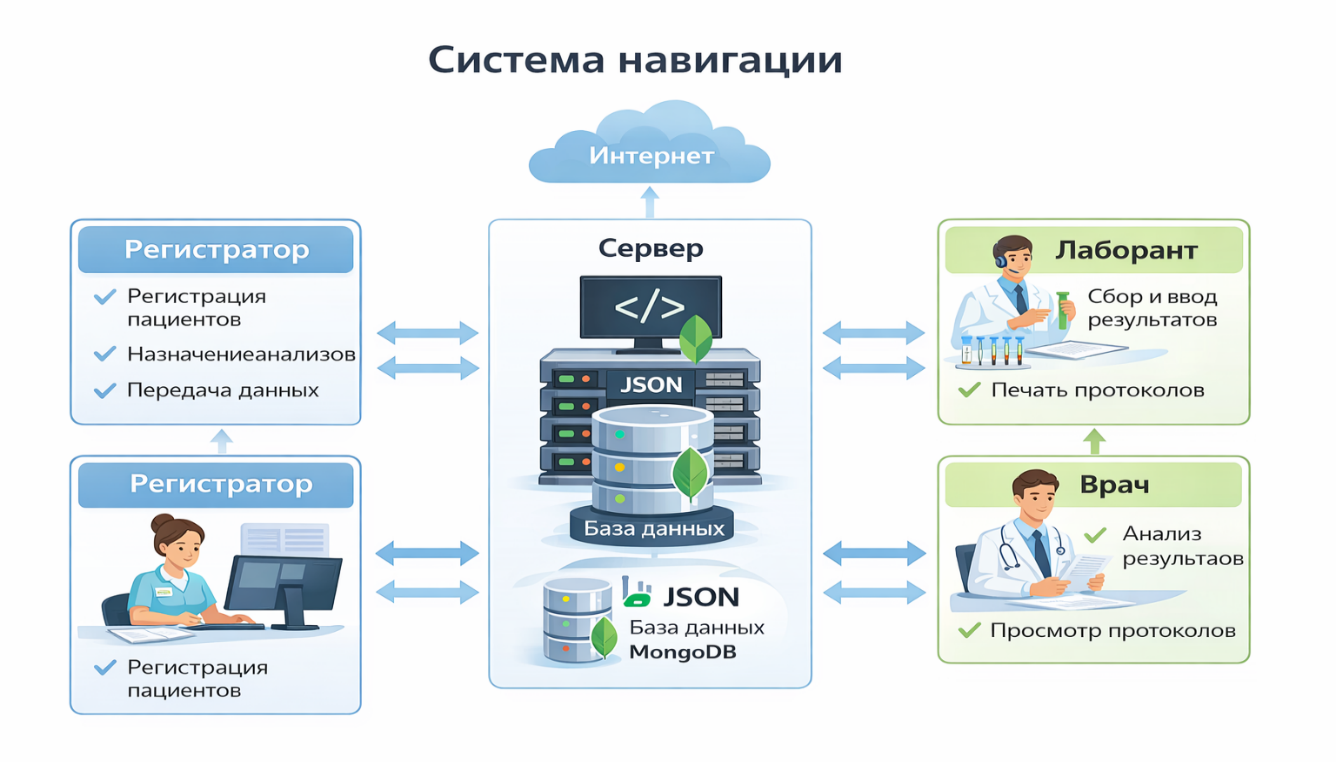 Система навигации
Интернет
Регистратор
Регистрация
пациентов
Назначениеанализов
Передача данных
Регистратор
Регистрация
пациентов
Сервер
</>
JSON
База данных
JSON
База данных
MongoDB
Лаборант
Сбор и ввод
результатов
Печать протоколов
Врач
Анализ
результаов
Просмотр протоколов